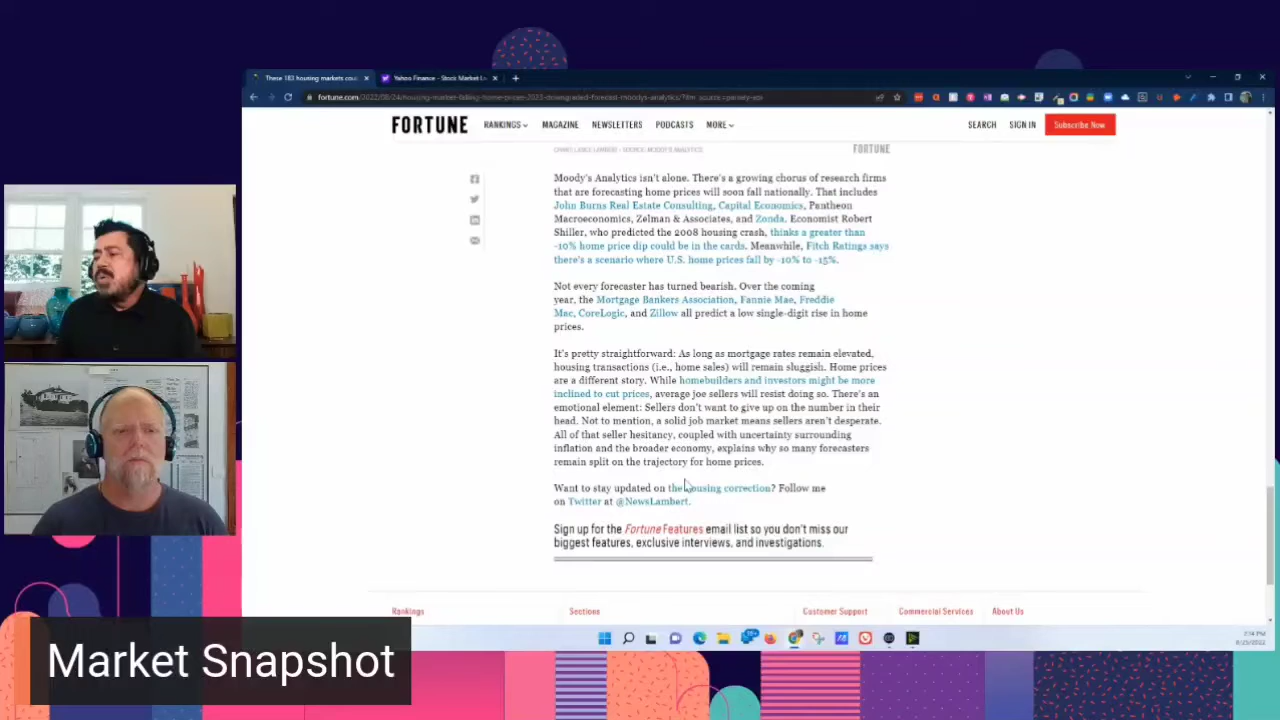 These 183 housing markets cou
Yahoo Finance - Stock Market Li
FORTUNE
RANKINGS
MAGAZINE
NEWSLETTERS
PODCASTS
MORE
SEARCH
SIGN IN
Subscribe Now
FORTUNE
Moody's Analytics isn't alone. There's a growing chorus of research firms
that are forecasting home prices will soon fall nationally. That includes
John Burns Real Estate Consulting, Capital Economics, Pantheon
Macroeconomics, Zelman & Associates, and Zonda. Economist Robert
Shiller, who predicted the 2008 housing crash, thinks a greater than
-10% home price dip could be in the cards. Meanwhile, Fitch Ratings says
there's a scenario where U.S. home prices fall by -10% to -15%.
Not every forecaster has turned bearish. Over the coming
year, the Mortgage Bankers Association, Fannie Mae, Freddie
Mac, CoreLogic, and Zillow all predict a low single-digit rise in home
prices.
It's pretty straightforward: As long as mortgage rates remain elevated,
housing transactions (i.e., home sales) will remain sluggish. Home prices
are a different story. While homebuilders and investors might be more
inclined to cut prices, average joe sellers will resist doing so. There's an
emotional element: Sellers don't want to give up on the number in their
head. Not to mention, a solid job market means sellers aren't desperate.
All of that seller hesitancy, coupled with uncertainty surrounding
inflation and the broader economy, explains why so many forecasters
remain split on the trajectory for home prices.
Want to stay updated on the housing correction? Follow me
on Twitter at @NewsLambert.
Sign up for the Fortune Features email list so you don't miss our
biggest features, exclusive interviews, and investigations.
Rankings
Sections
Customer Support
Commercial Services
About Us
Market Snapshot